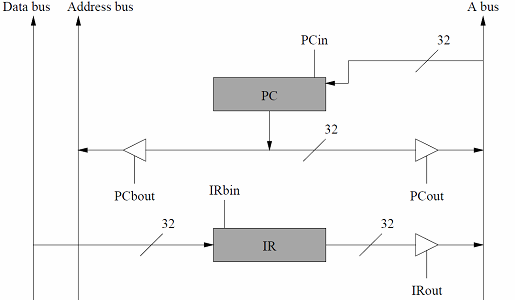 Data bus Address bus A bus
PCin 32
PC
32
PCbout PCout
IRbin 32 32
IR
IRout